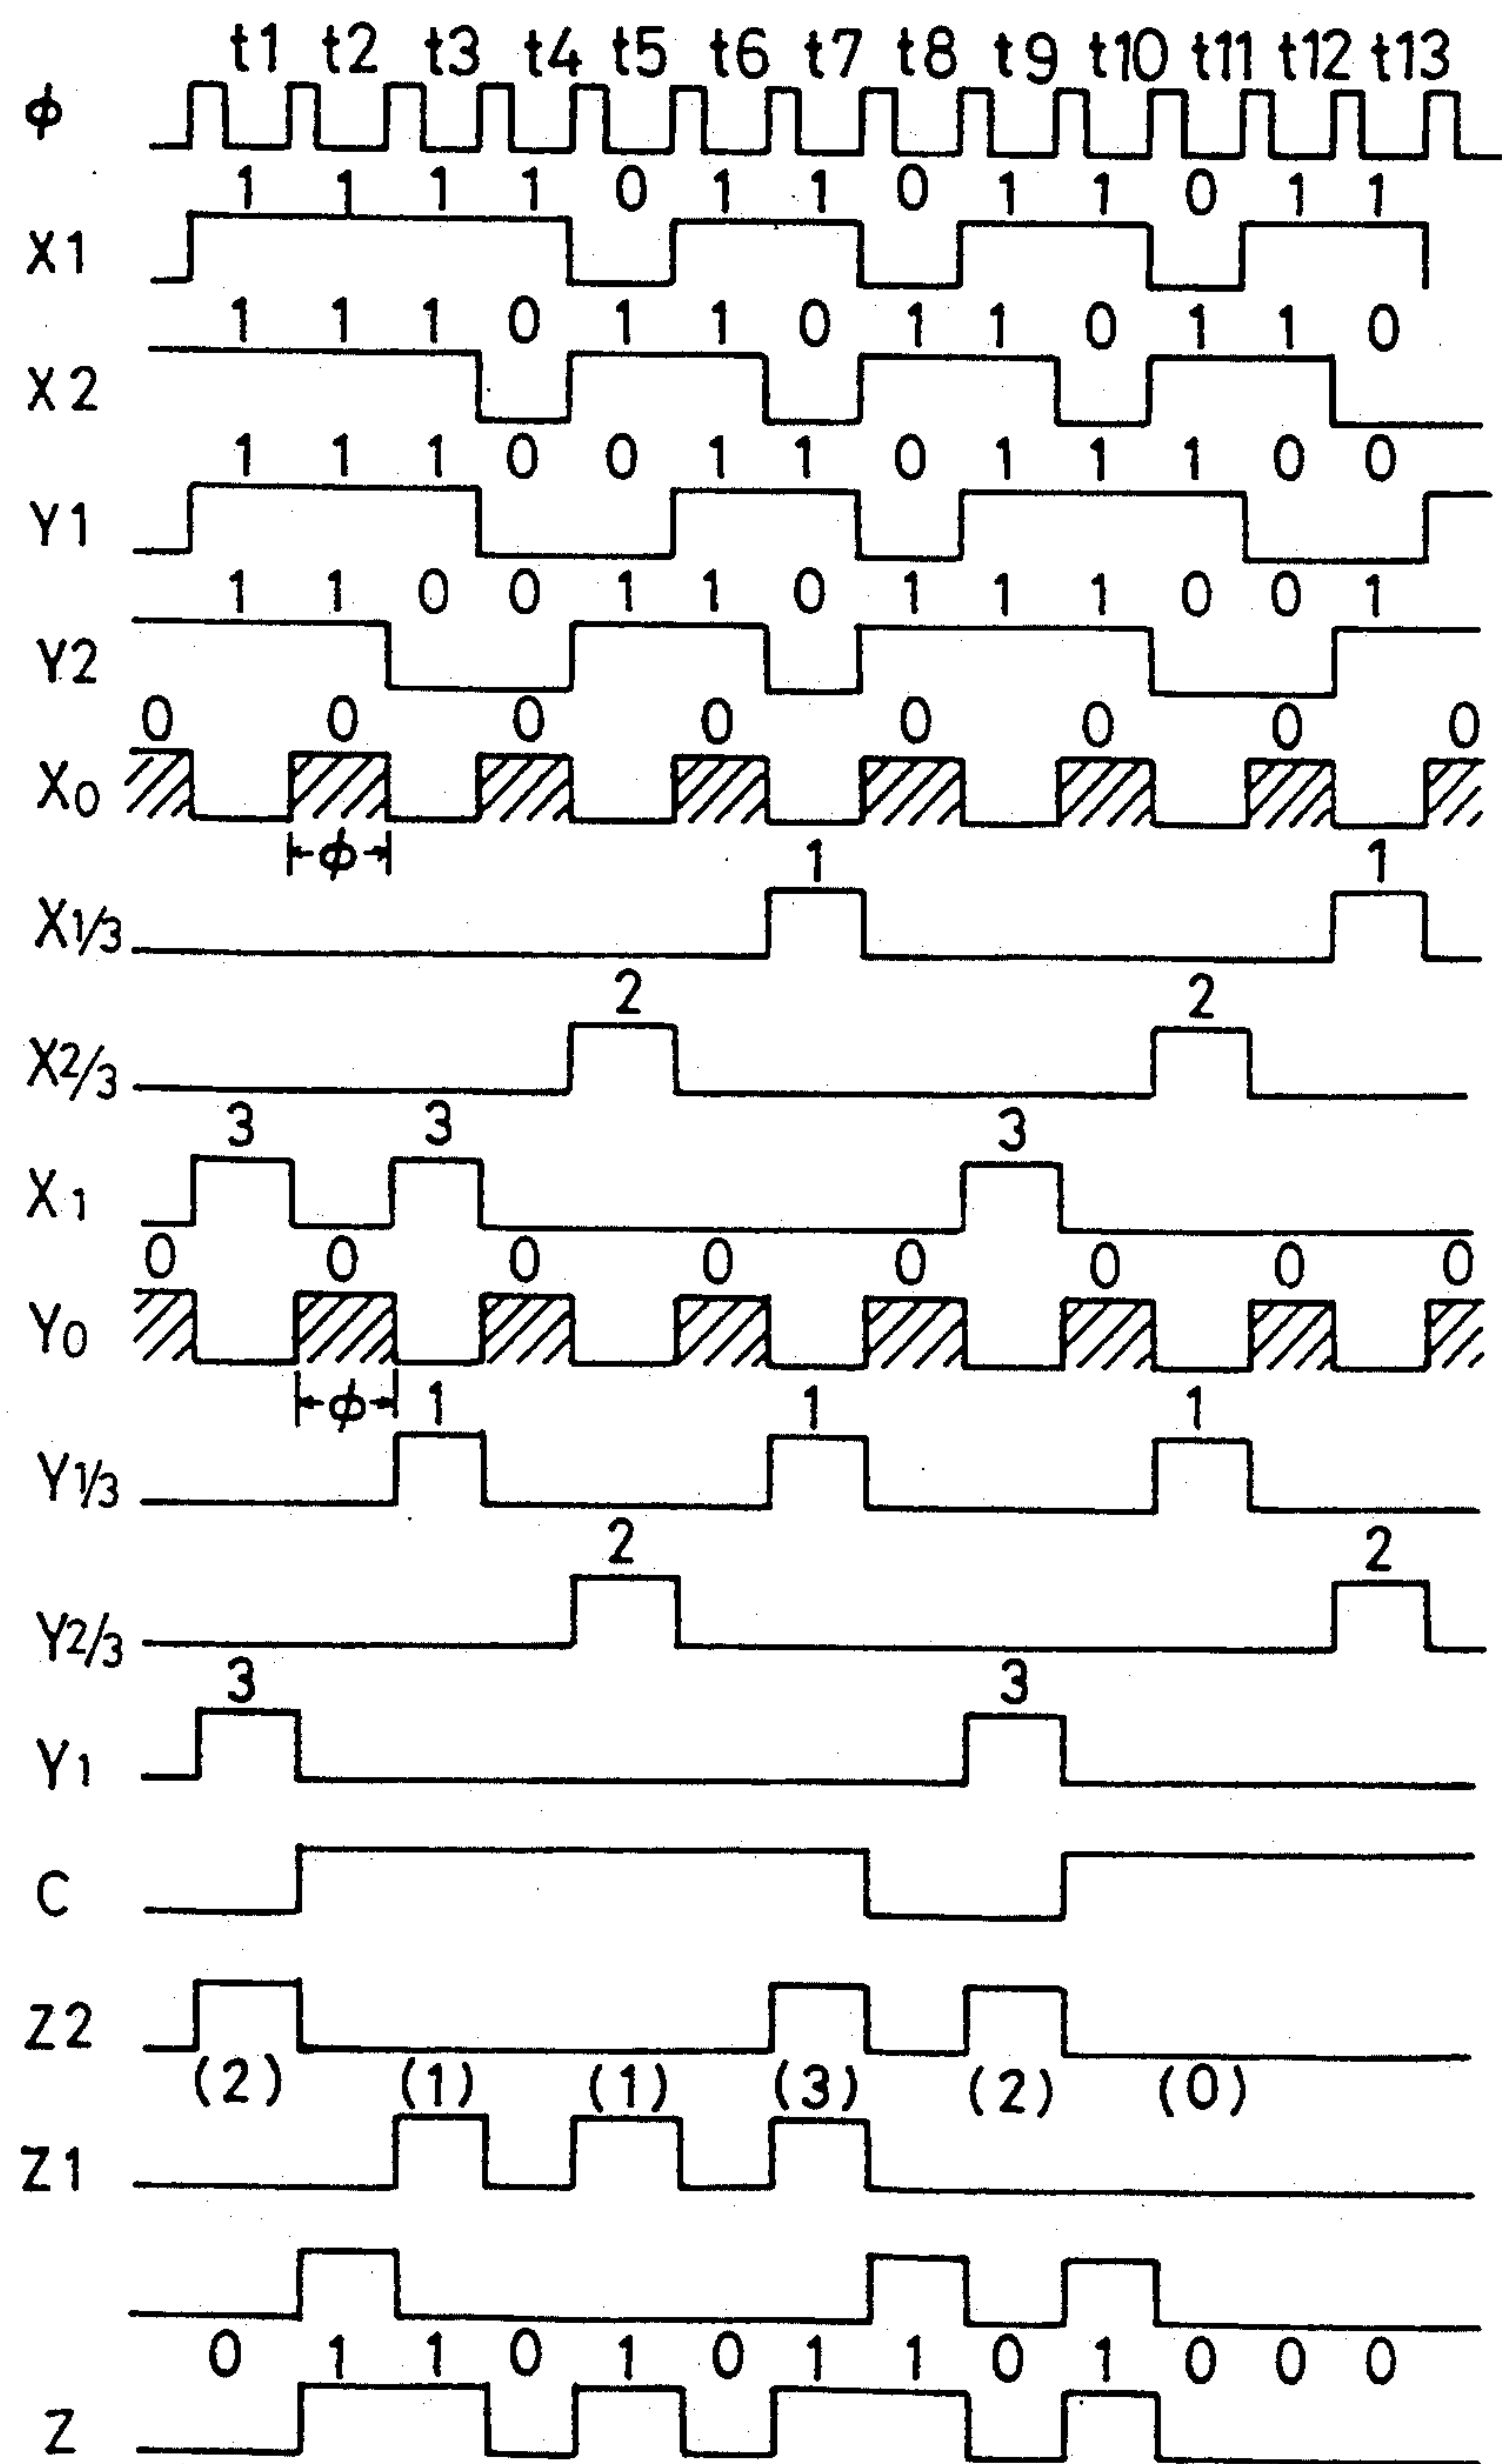 t1 t2 t3 t4 t5 t6 t7 t8 t9 t10 t11 t12 t13
ϕ
1 1 1 1 0 1 1 0 1 1 0 1 1
X1
1 1 1 0 1 1 0 1 1 0 1 1 0
X2
1 1 1 0 0 1 1 0 1 1 1 0 0
Y1
1 1 0 0 1 1 0 1 1 1 0 0 1
Y2
0 0 0 0 0 0 0 0
X0
ϕ 1 1
X1/3
2 2
X2/3
3 3 3
X1
0 0 0 0 0 0 0 0
Y0
ϕ 1 1 1
Y1/3
2 2
Y2/3
3 3
Y1
C
Z2
(2) (1) (1) (3) (2) (0)
Z1
0 1 1 0 1 0 1 1 0 1 0 0 0
Z